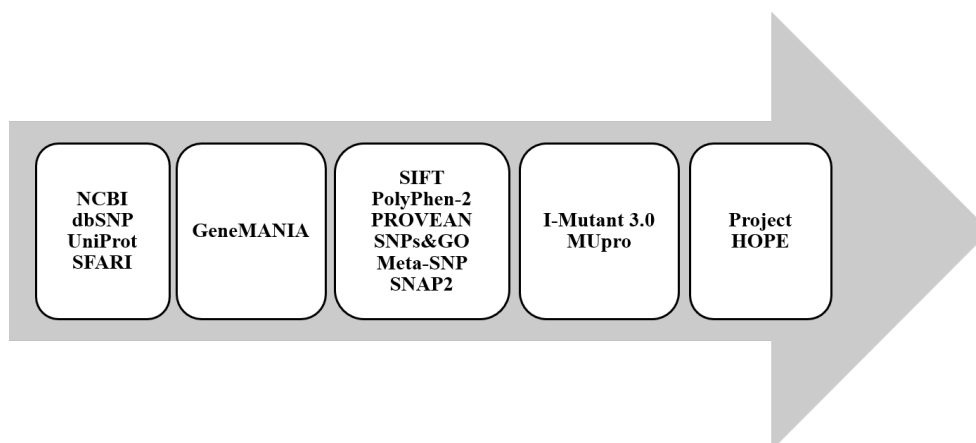 NCBI
dbSNP
UniProt
SFARI
GeneMANIA
SIFT
PolyPhen-2
PROVEAN
SNPs&GO
Meta-SNP
SNAP2
I-Mutant 3.0
MUpro
Project
HOPE